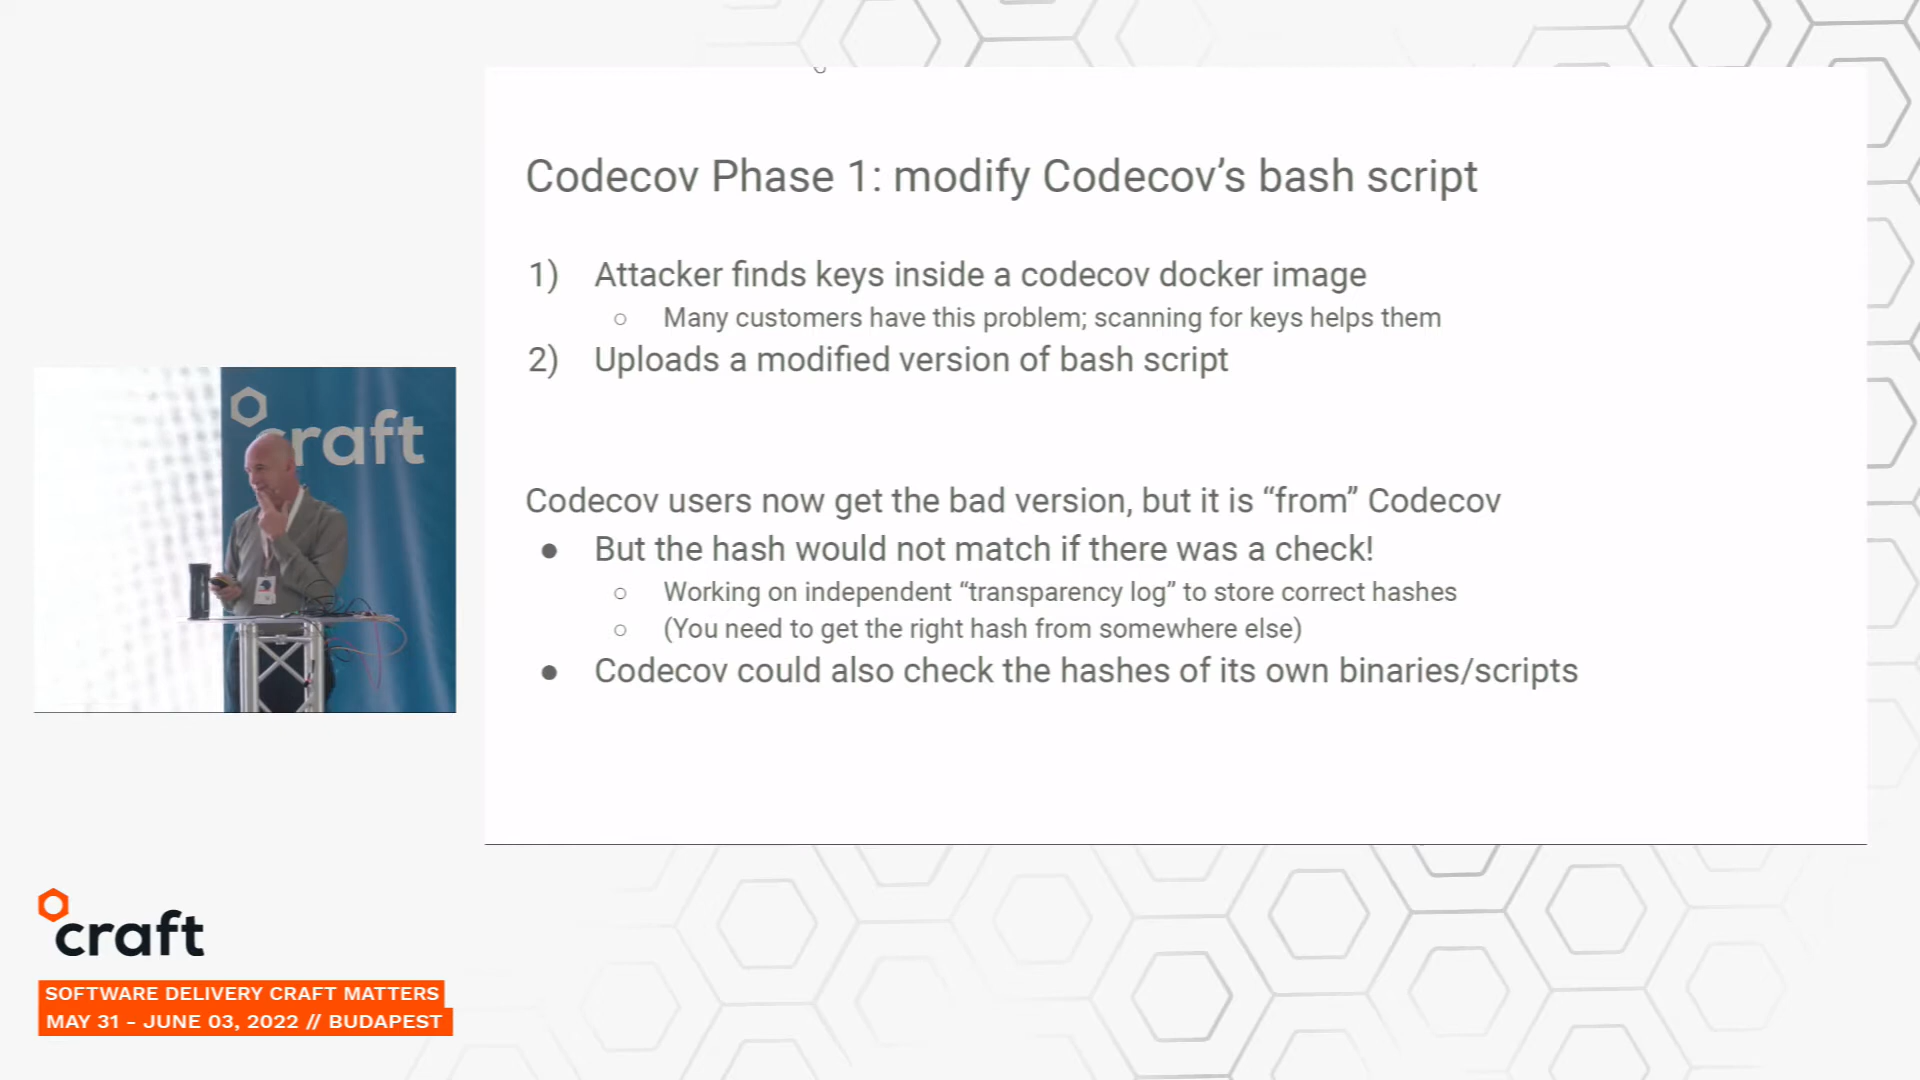 Codecov Phase 1: modify Codecov’s bash script
1) Attacker finds keys inside a codecov docker image
○ Many customers have this problem; scanning for keys helps them
2) Uploads a modified version of bash script
Codecov users now get the bad version, but it is “from” Codecov
● But the hash would not match if there was a check!
○ Working on independent “transparency log” to store correct hashes
○ (You need to get the right hash from somewhere else)
● Codecov could also check the hashes of its own binaries/scripts
craft
craft
SOFTWARE DELIVERY CRAFT MATTERS
MAY 31 - JUNE 03, 2022 // BUDAPEST